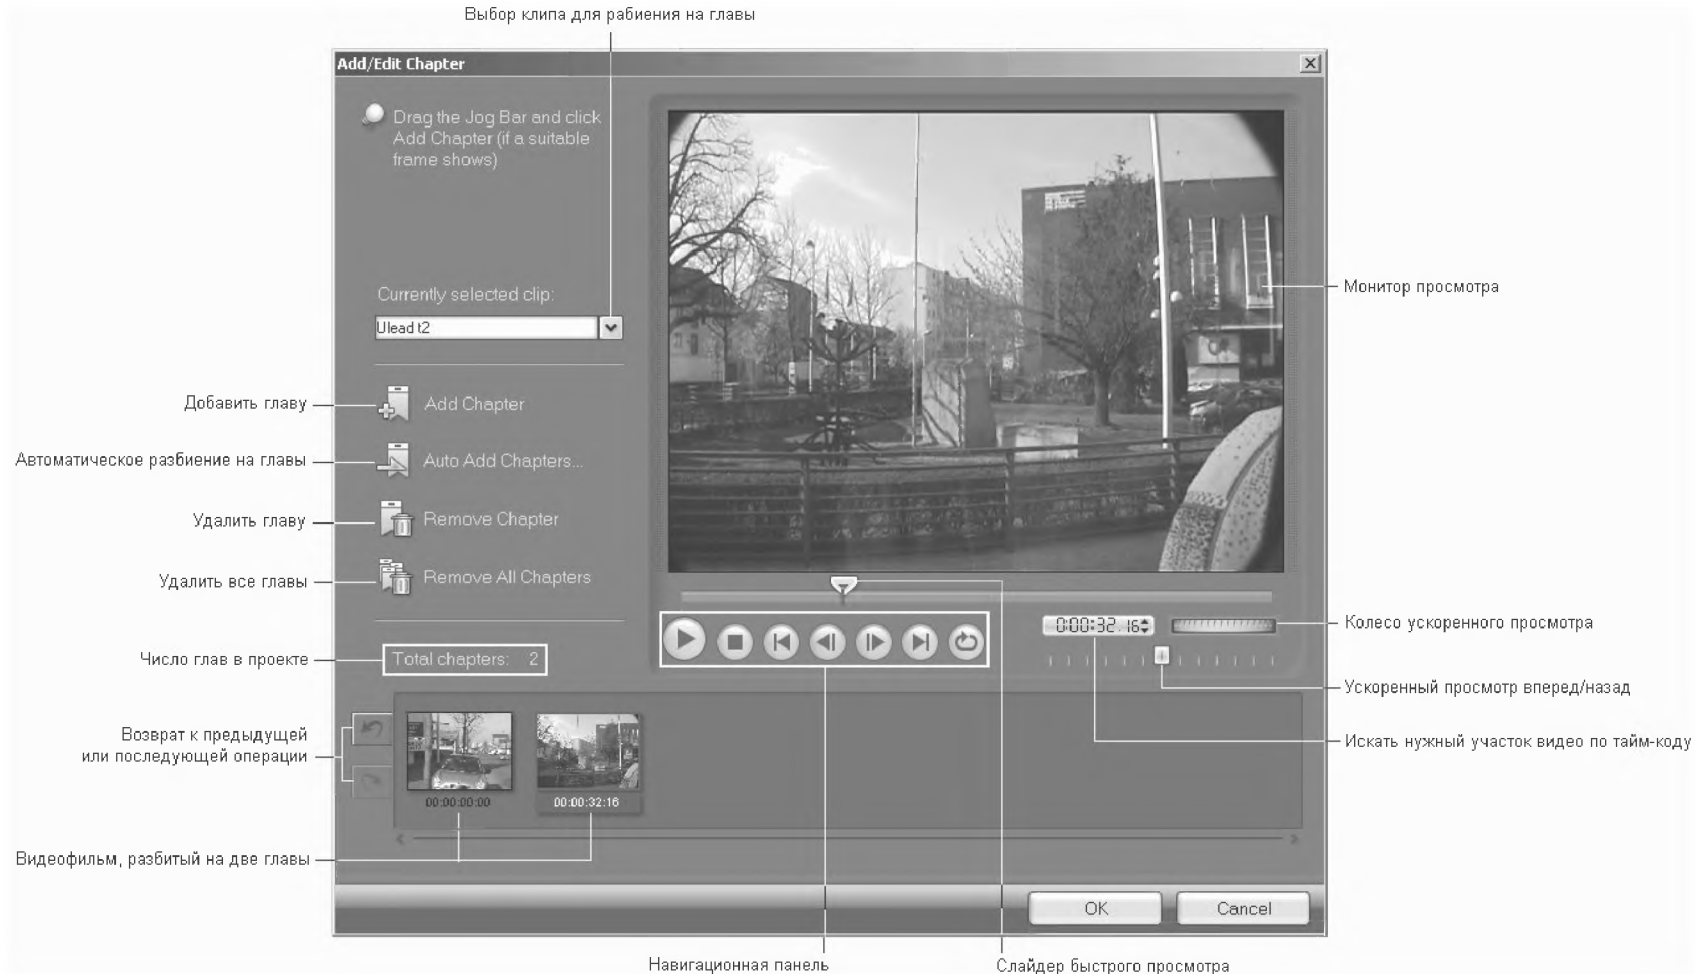 Выбор клипа для рабиения на главы
Add/Edit Chapter
Drag the Jog Bar and click
Add Chapter (if a suitable
frame shows)
Currently selected clip:
Ulead t2
Монитор просмотра
Добавить главу
Add Chapter
Автоматическое разбиение на главы
Auto Add Chapters...
Удалить главу
Remove Chapter
Удалить все главы
Remove All Chapters
0:00:32.16
Колесо ускоренного просмотра
Число глав в проекте
Total chapters: 2
Ускоренный просмотр вперед/назад
Возврат к предыдущей
или последующей операции
Искать нужный участок видео по тайм-коду
00:00:00:00
00:00:32:16
Видеофильм, разбитый на две главы
OK
Cancel
Навигационная панель
Слайдер быстрого просмотра